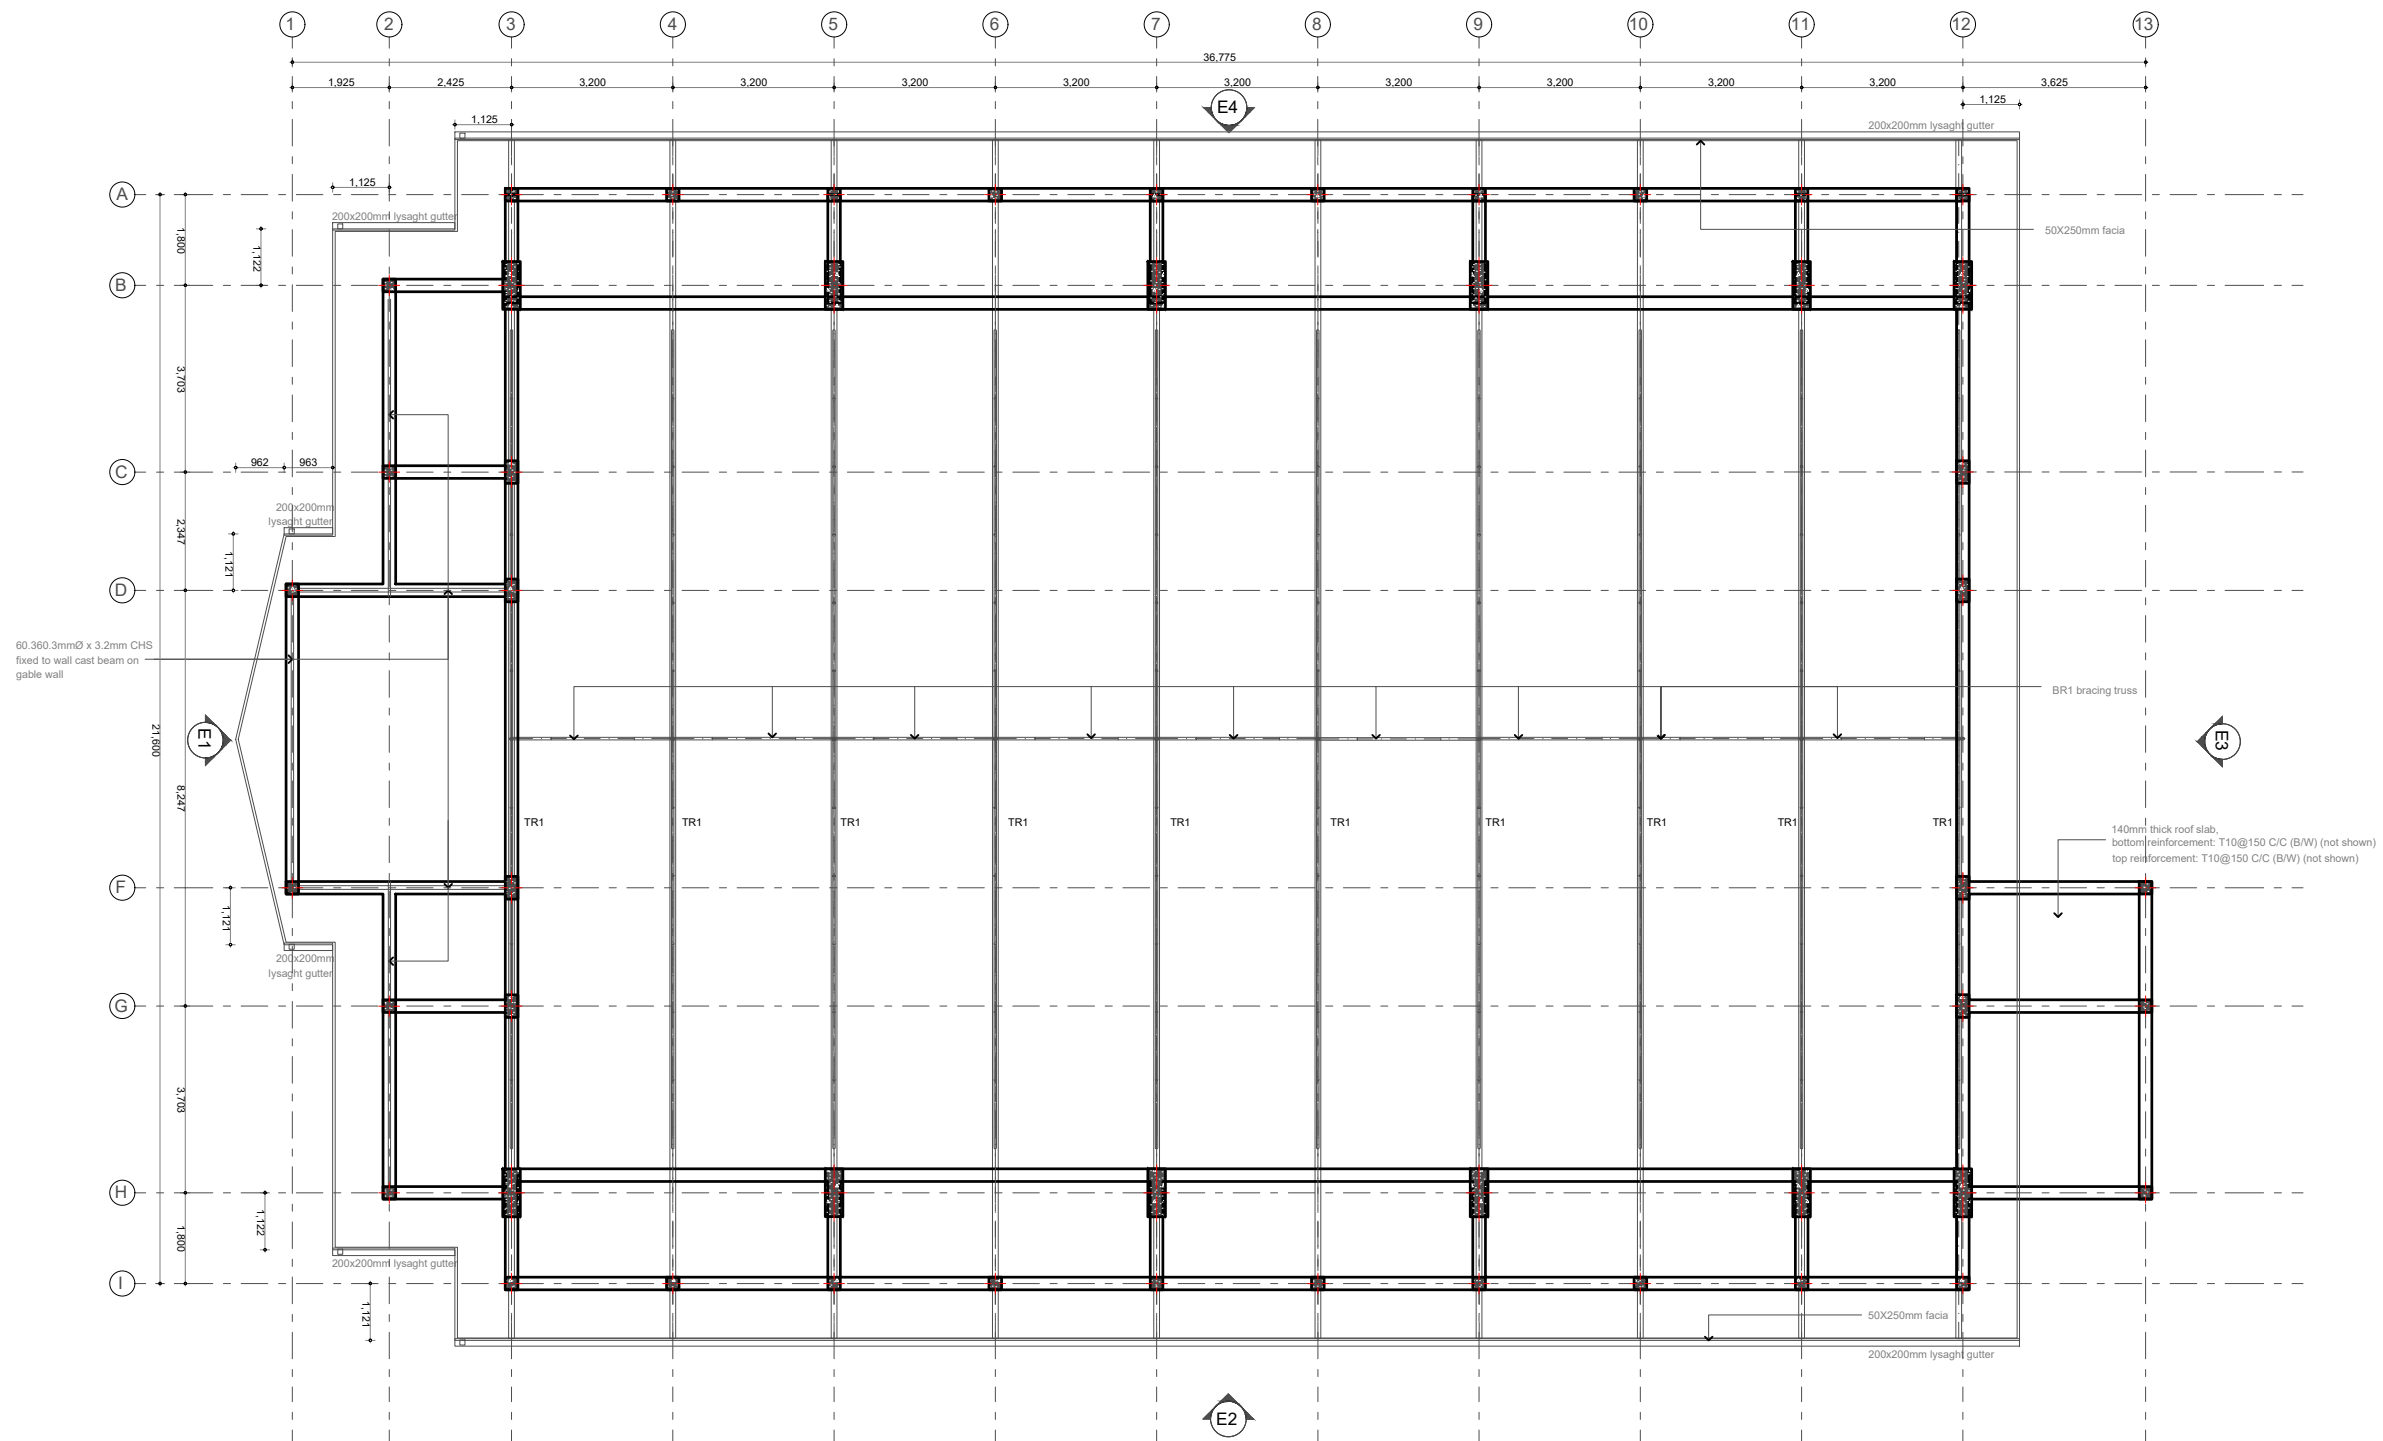 1 2 3 4 5 6 7 8 9 10 11 12 13
36,775
1,925 2,425 3,200 3,200 3,200 3,200 3,200 3,200 3,200 3,200 3,200 3,625
1,125
1,125
E4
200x200mm lysaght gutter
A
1,125
200x200mm lysaght gutter
1,800
1,122
50X250mm facia
B
3,703
C
962 963
200x200mm
lysaght gutter
2,347
1,121
D
60.360.3mmØ x 3.2mm CHS
fixed to wall cast beam on
gable wall
BR1 bracing truss
E1
21,600
E3
8,247
TR1 TR1 TR1 TR1 TR1 TR1 TR1 TR1 TR1 TR1
140mm thick roof slab,
bottom reinforcement: T10@150 C/C (B/W) (not shown)
top reinforcement: T10@150 C/C (B/W) (not shown)
F
1,121
200x200mm
lysaght gutter
G
3,703
H
1,122
1,800
200x200mm lysaght gutter
I
1,121
50X250mm facia
200x200mm lysaght gutter
E2